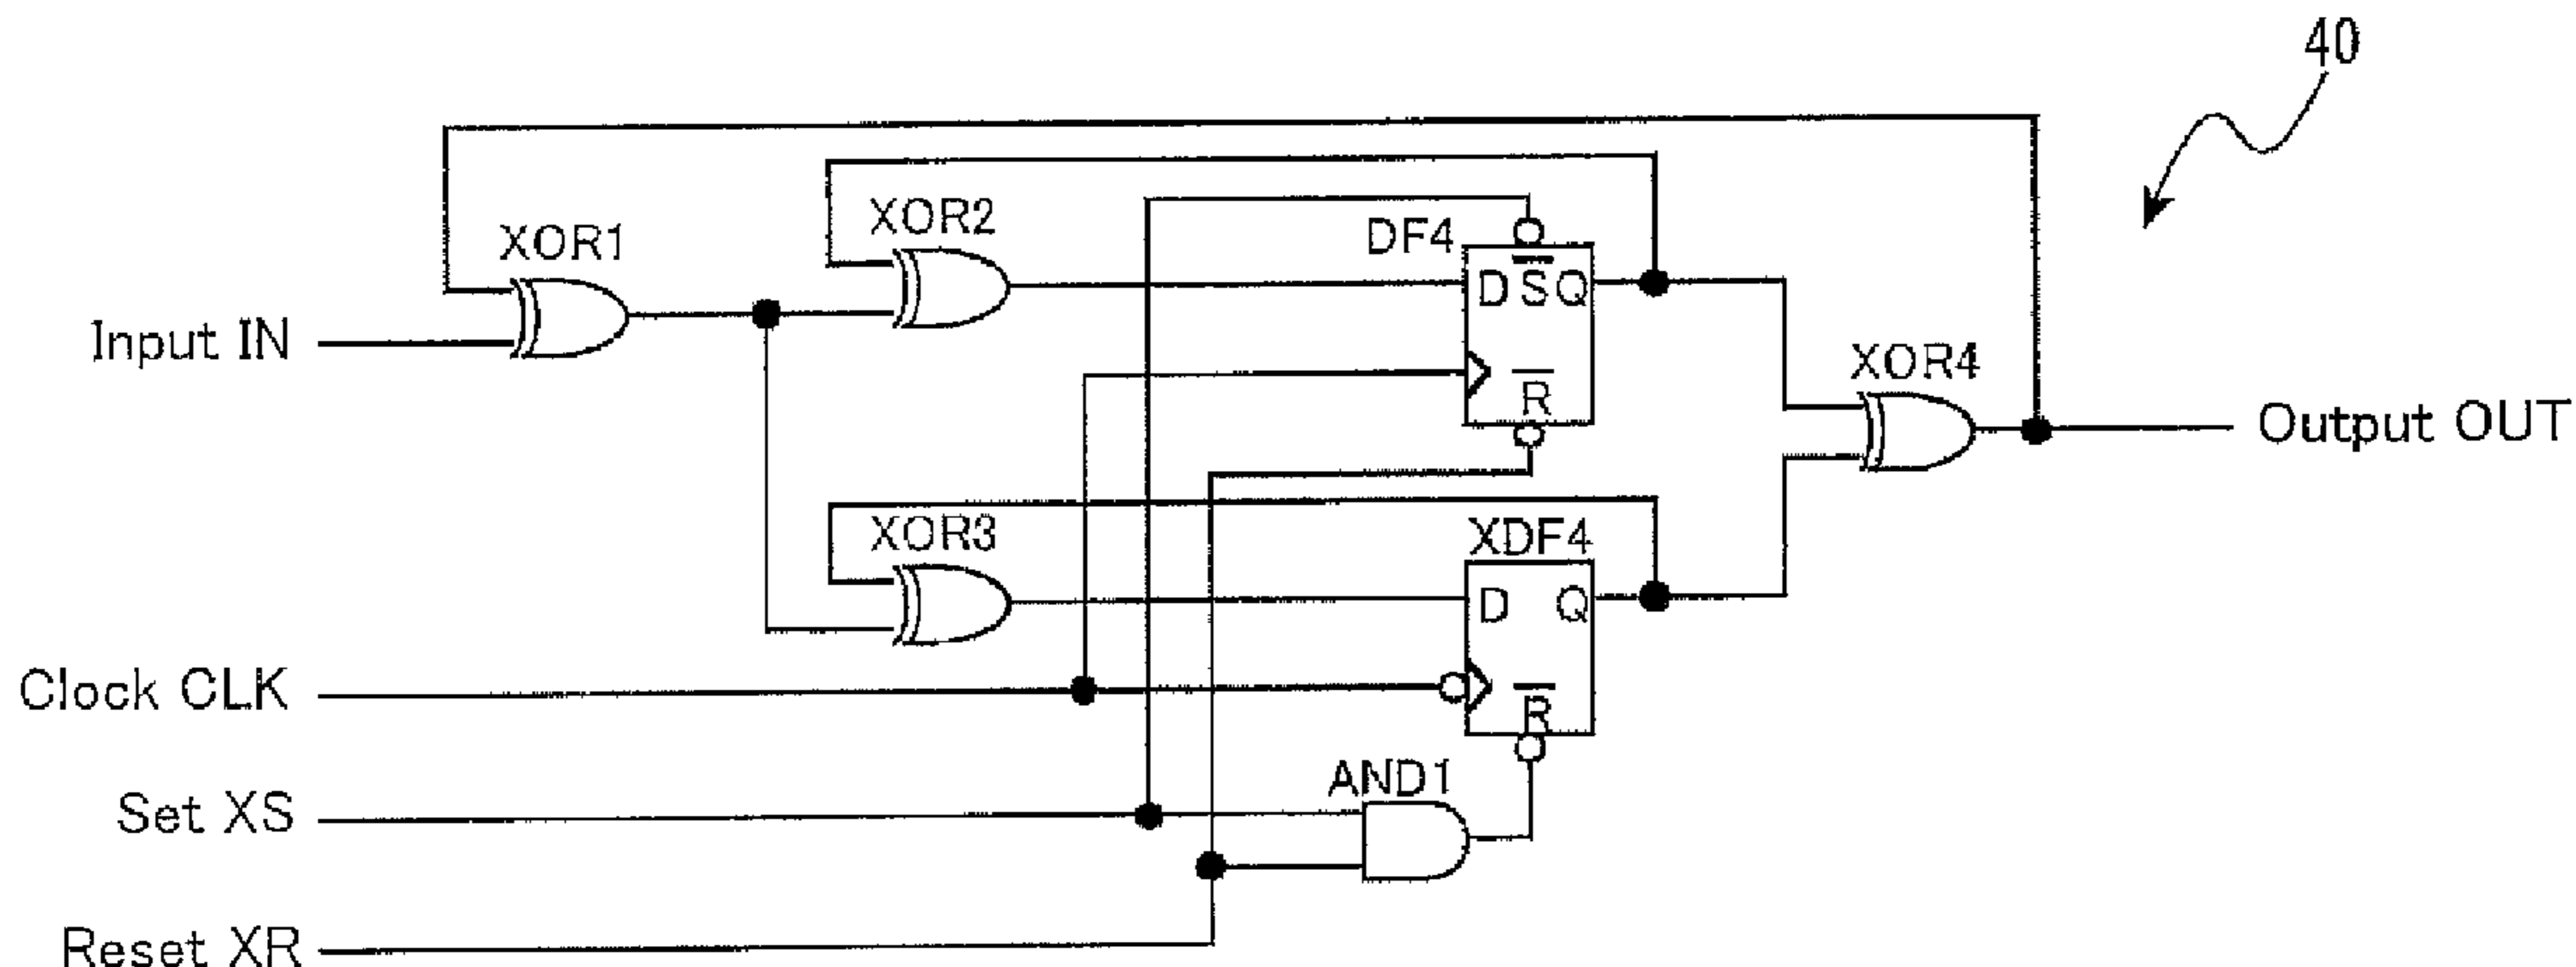 40
XOR1
XOR2
DF4
D S Q
R
Input IN
XOR4
Output OUT
XOR3
XDF4
D Q
R
Clock CLK
AND1
Set XS
Reset XR